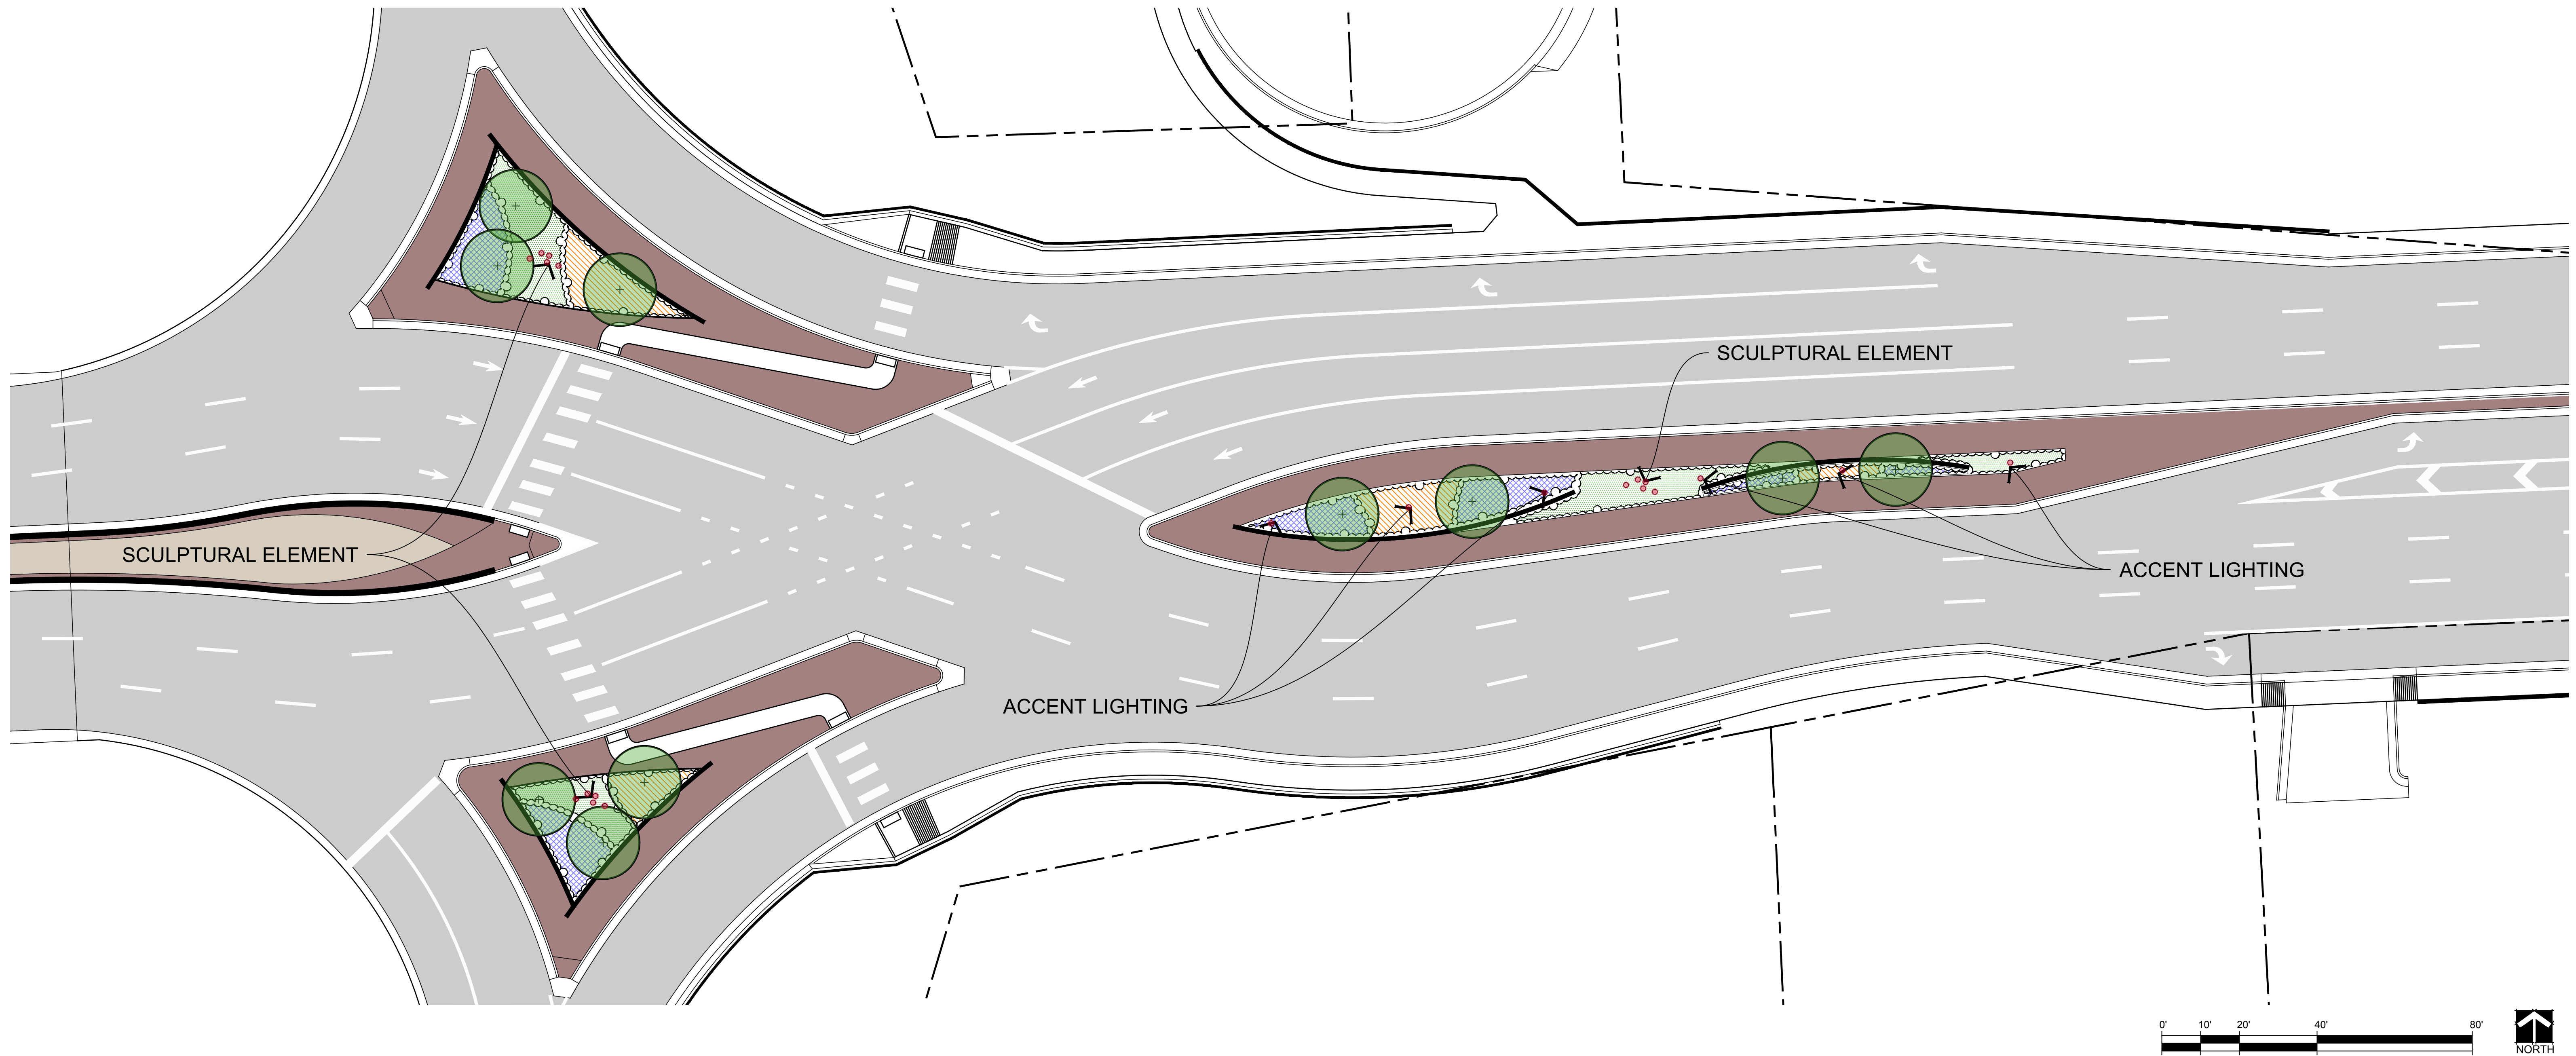 SCULPTURAL ELEMENT
SCULPTURAL ELEMENT
ACCENT LIGHTING
ACCENT LIGHTING
0' 10' 20' 40' 80'
NORTH